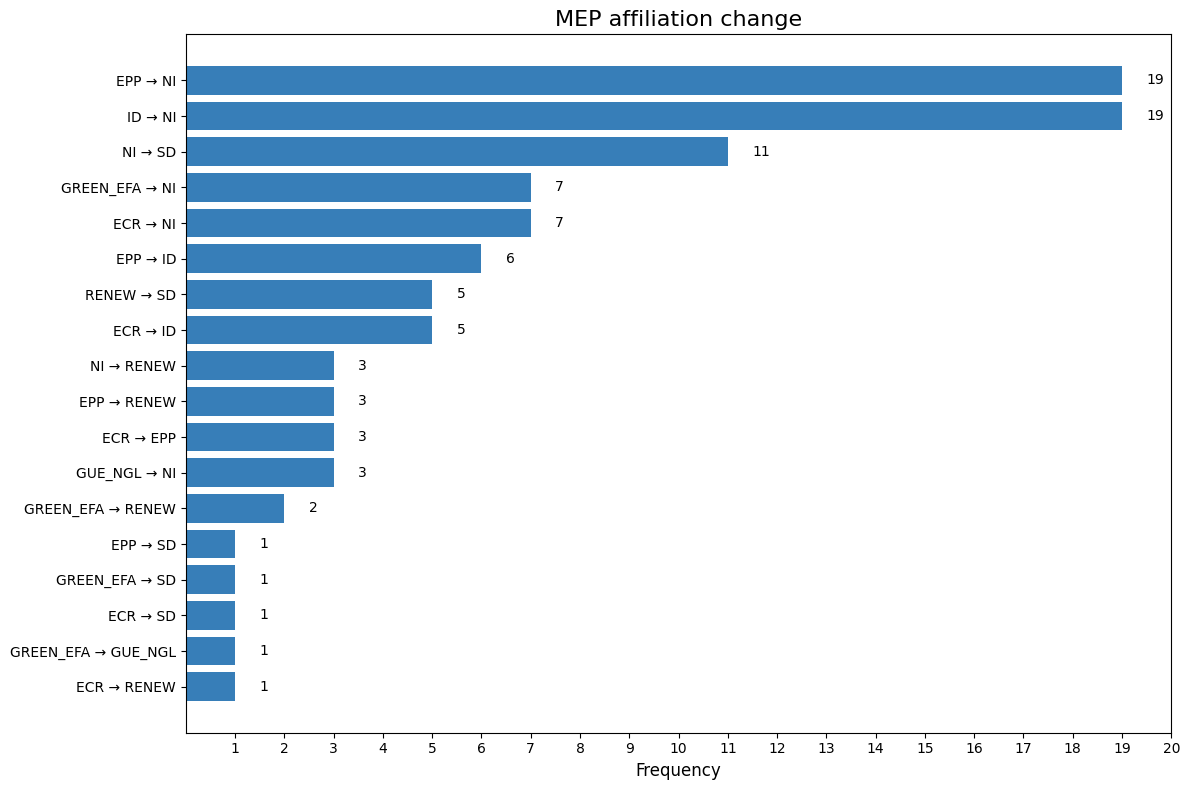 MEP affiliation change
EPP → NI 19
ID → NI 19
NI → SD 11
GREEN_EFA → NI 7
ECR → NI 7
EPP → ID 6
RENEW → SD 5
ECR → ID 5
NI → RENEW 3
EPP → RENEW 3
ECR → EPP 3
GUE_NGL → NI 3
GREEN_EFA → RENEW 2
EPP → SD 1
GREEN_EFA → SD 1
ECR → SD 1
GREEN_EFA → GUE_NGL 1
ECR → RENEW 1
1 2 3 4 5 6 7 8 9 10 11 12 13 14 15 16 17 18 19 20
Frequency